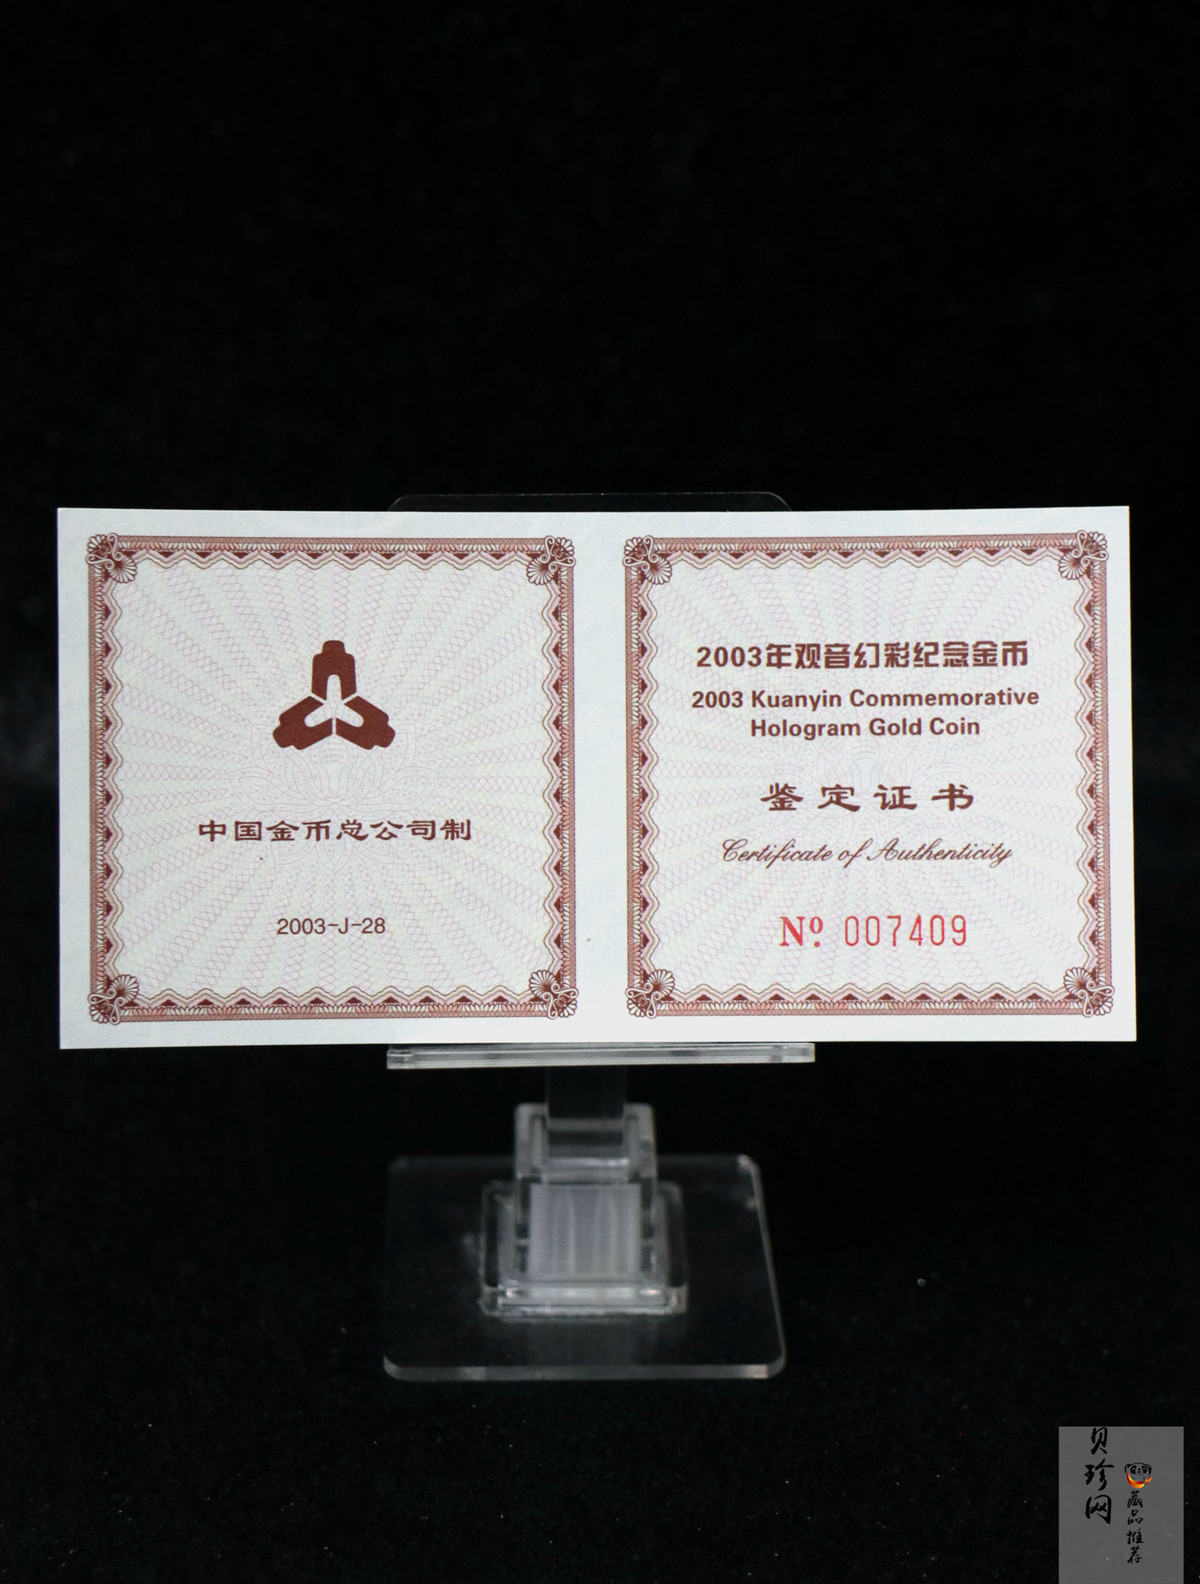 中国金币总公司制
2003-J-28
2003年观音幻彩纪念金币
2003 Kuanyin Commemorative
Hologram Gold Coin
鉴定证书
Certificate of Authenticity
Nº 007409
贝珍网
藏品推荐